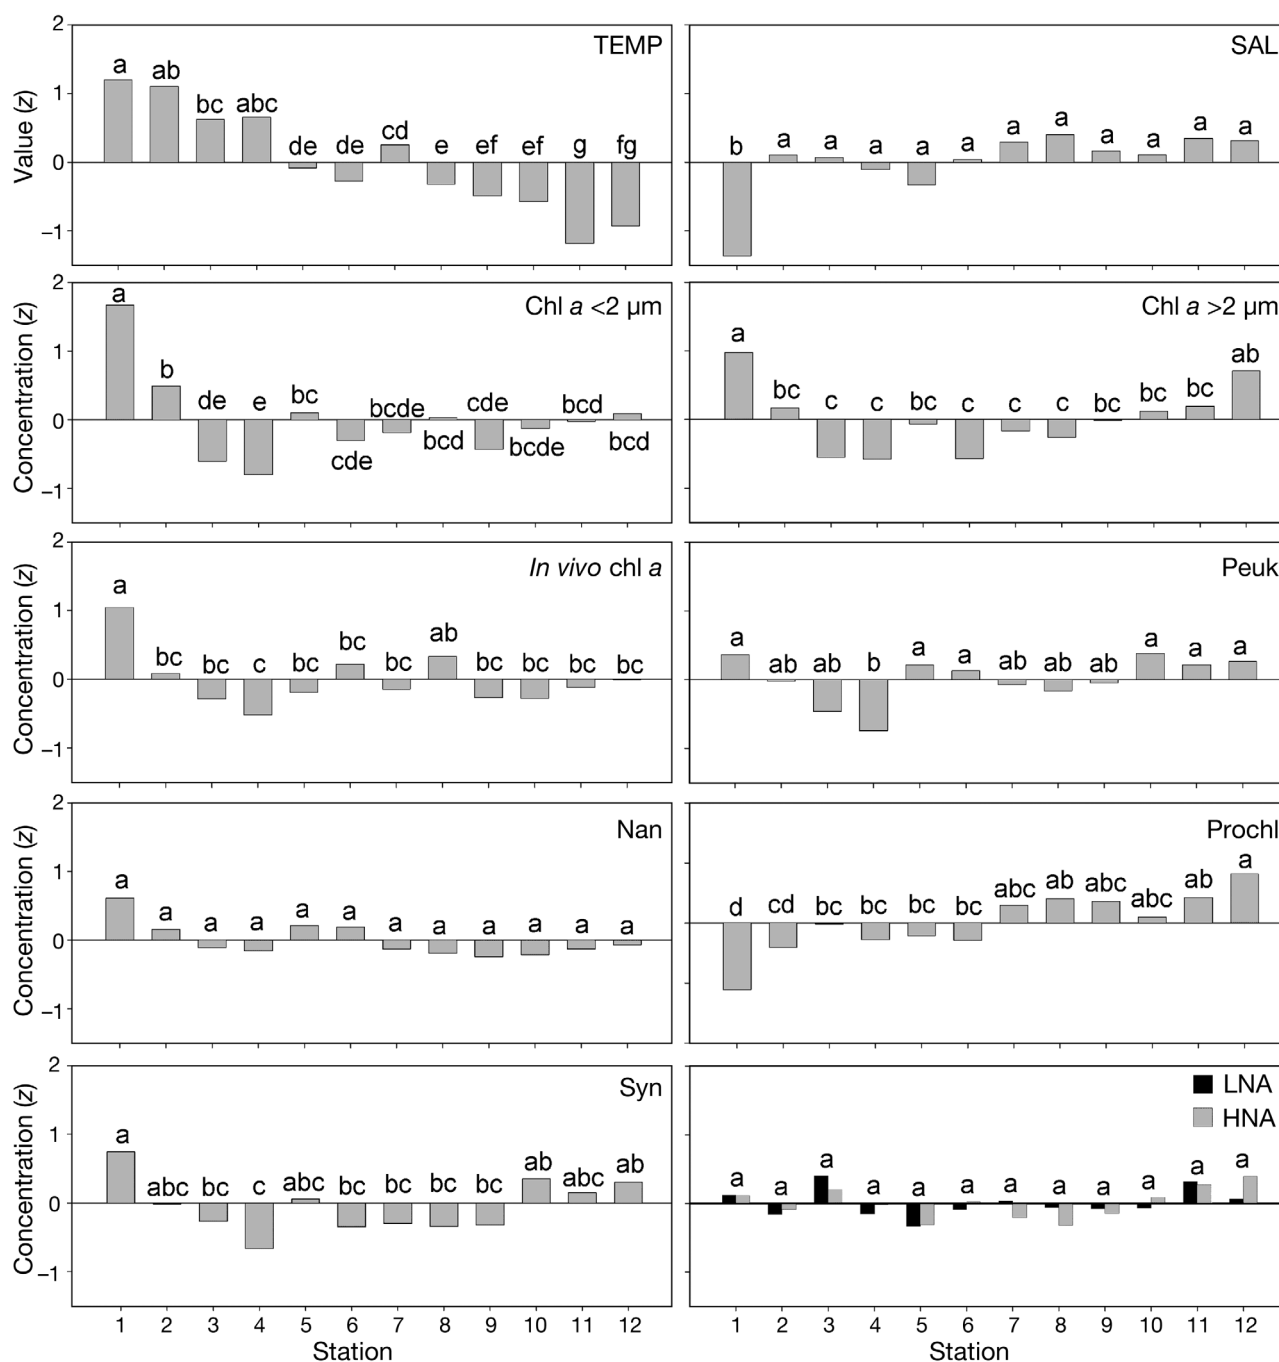 2
TEMP
SAL
1
0
−1
Value (z)
a ab bc abc de de cd e ef ef g fg
b a a a a a a a a a a a
2
Chl a <2 µm
Chl a >2 µm
1
0
−1
Concentration (z)
a b de e bc cde bcde bcd cde bcde bcd bcd
a bc c c bc c c c bc bc bc ab
2
In vivo chl a
Peuk
1
0
−1
Concentration (z)
a bc bc c bc bc bc ab bc bc bc bc
a ab ab b a a ab ab ab a a a
2
Nan
Prochl
1
0
−1
Concentration (z)
a a a a a a a a a a a a
d cd bc bc bc bc abc ab abc abc ab a
2
Syn
LNA
HNA
1
0
−1
Concentration (z)
a abc bc c abc bc bc bc bc ab abc ab
a a a a a a a a a a a a
1 2 3 4 5 6 7 8 9 10 11 12
1 2 3 4 5 6 7 8 9 10 11 12
Station
Station